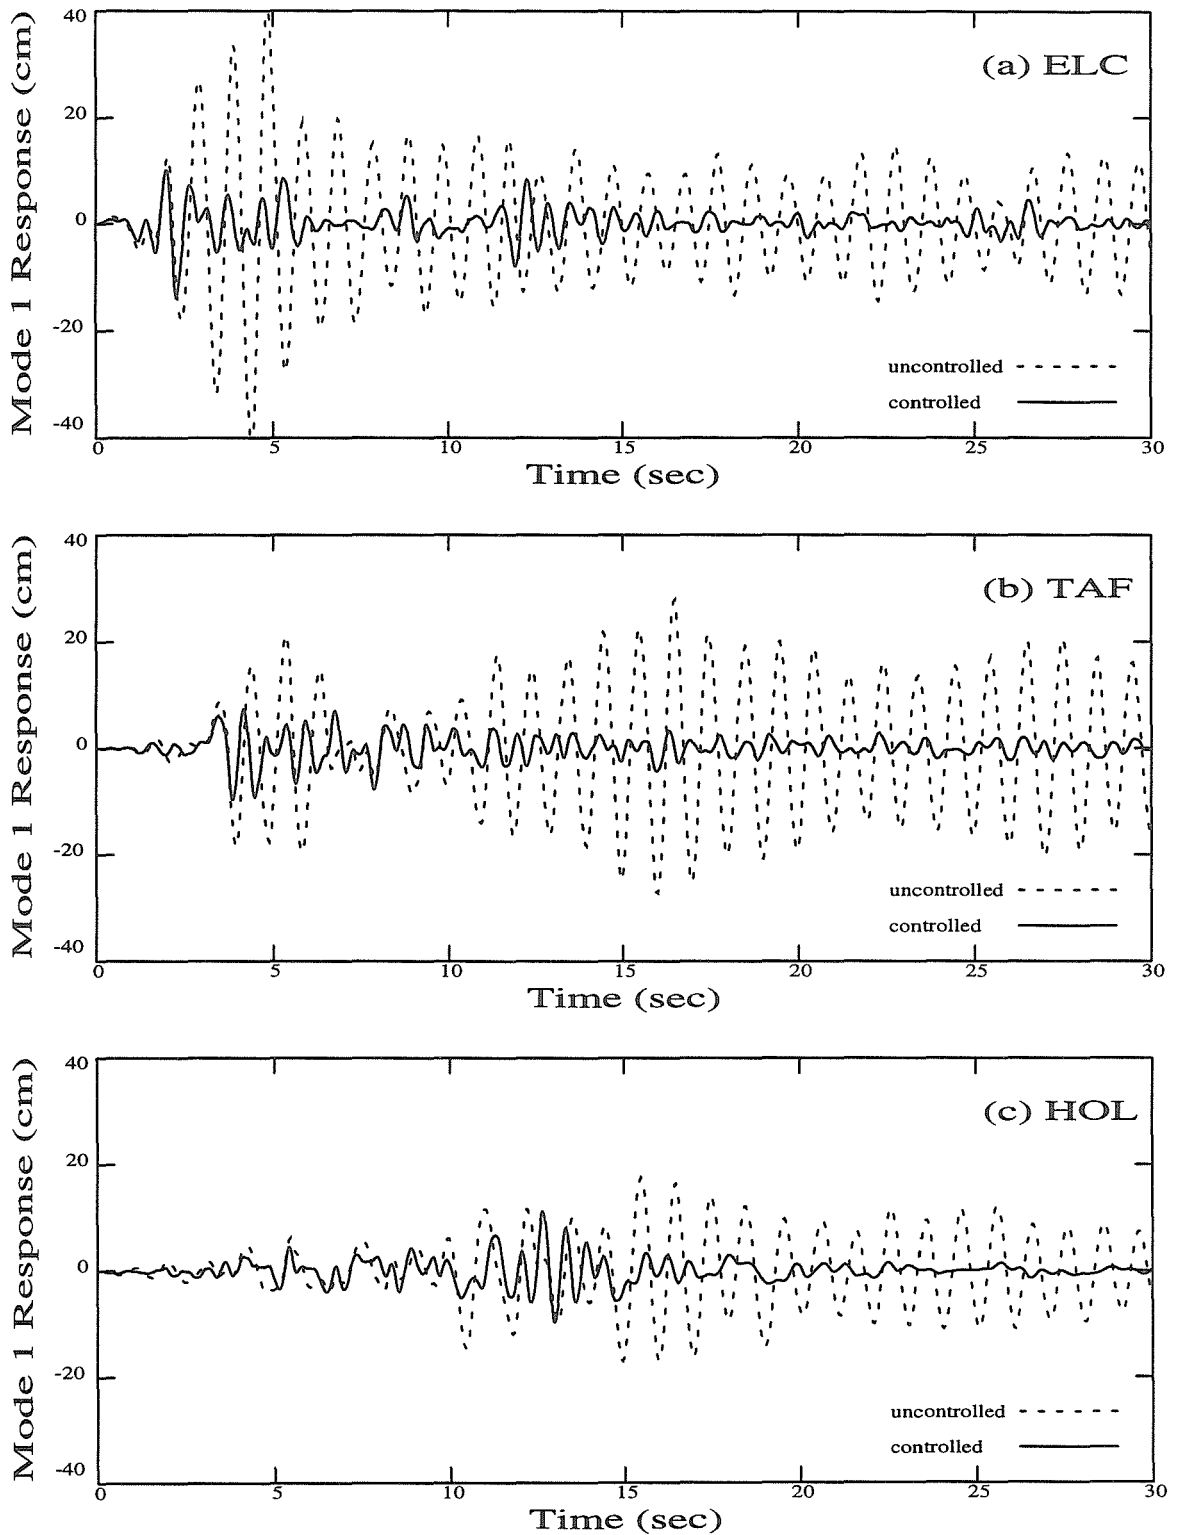 40
20
0
-20
-40
Mode 1 Response (cm)
(a) ELC
uncontrolled
controlled
0 5 10 15 20 25 30
Time (sec)
40
20
0
-20
-40
Mode 1 Response (cm)
(b) TAF
uncontrolled
controlled
0 5 10 15 20 25 30
Time (sec)
40
20
0
-20
-40
Mode 1 Response (cm)
(c) HOL
uncontrolled
controlled
0 5 10 15 20 25 30
Time (sec)